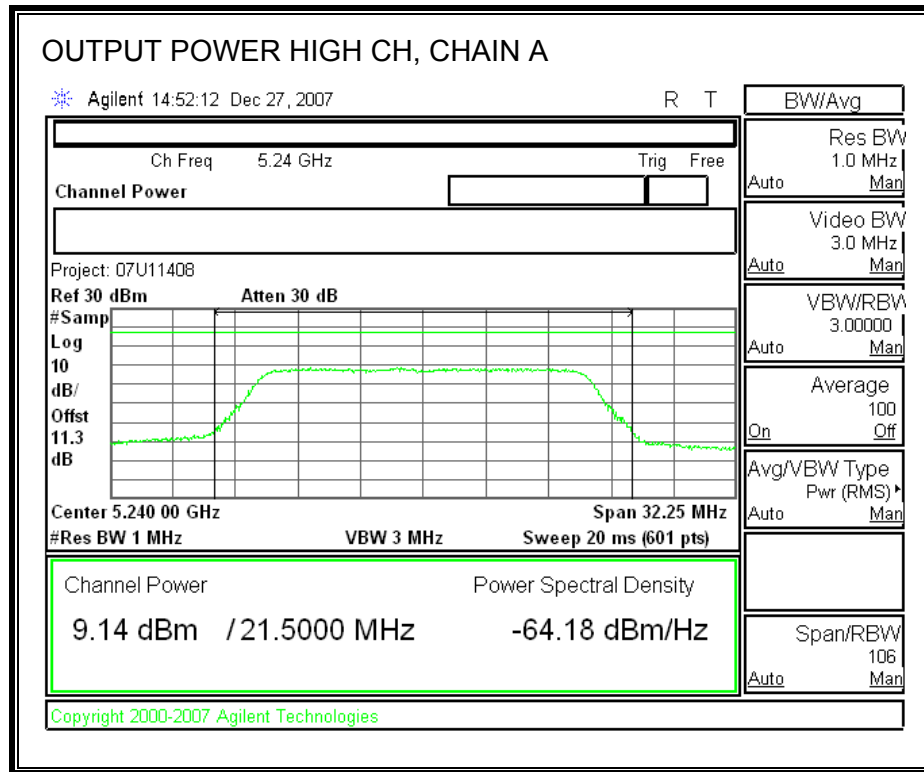 OUTPUT POWER HIGH CH, CHAIN A
Agilent 14:52:12 Dec 27, 2007 R T
Ch Freq 5.24 GHz Trig Free
Channel Power
Project: 07U11408
Ref 30 dBm Atten 30 dB
#Samp
Log
10
dB/
Offst
11.3
dB
Center 5.240 00 GHz Span 32.25 MHz
#Res BW 1 MHz VBW 3 MHz Sweep 20 ms (601 pts)
Channel Power Power Spectral Density
9.14 dBm / 21.5000 MHz -64.18 dBm/Hz
Copyright 2000-2007 Agilent Technologies
BW/Avg
Res BW
1.0 MHz
Auto Man
Video BW
3.0 MHz
Auto Man
VBW/RBW
3.00000
Auto Man
Average
100
On Off
Avg/VBW Type
Pwr (RMS)
Auto Man
Span/RBW
106
Auto Man